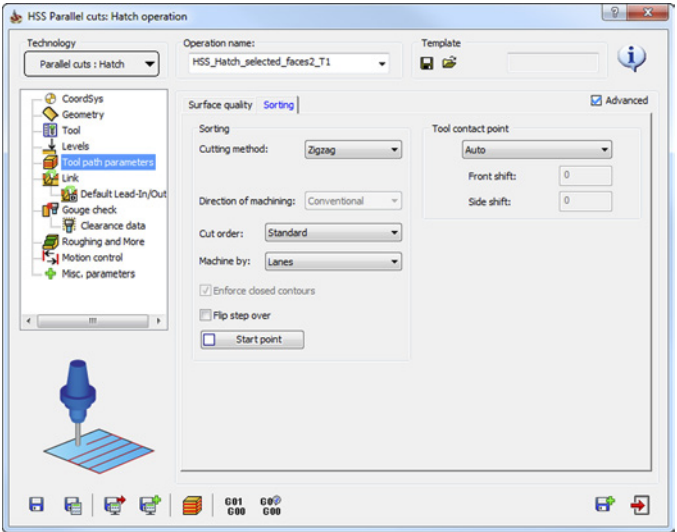 HSS Parallel cuts: Hatch operation
Technology
Parallel cuts : Hatch
Operation name:
HSS_Hatch_selected_faces2_T1
Template
CoordSys
Geometry
Tool
Levels
Tool path parameters
Link
Default Lead-In/Out
Gouge check
Clearance data
Roughing and More
Motion control
Misc. parameters
Surface quality
Sorting
Advanced
Sorting
Cutting method:
Zigzag
Direction of machining:
Conventional
Cut order:
Standard
Machine by:
Lanes
Enforce closed contours
Flip step over
Start point
Tool contact point
Auto
Front shift:
0
Side shift:
0
G01
G00
G0
G00